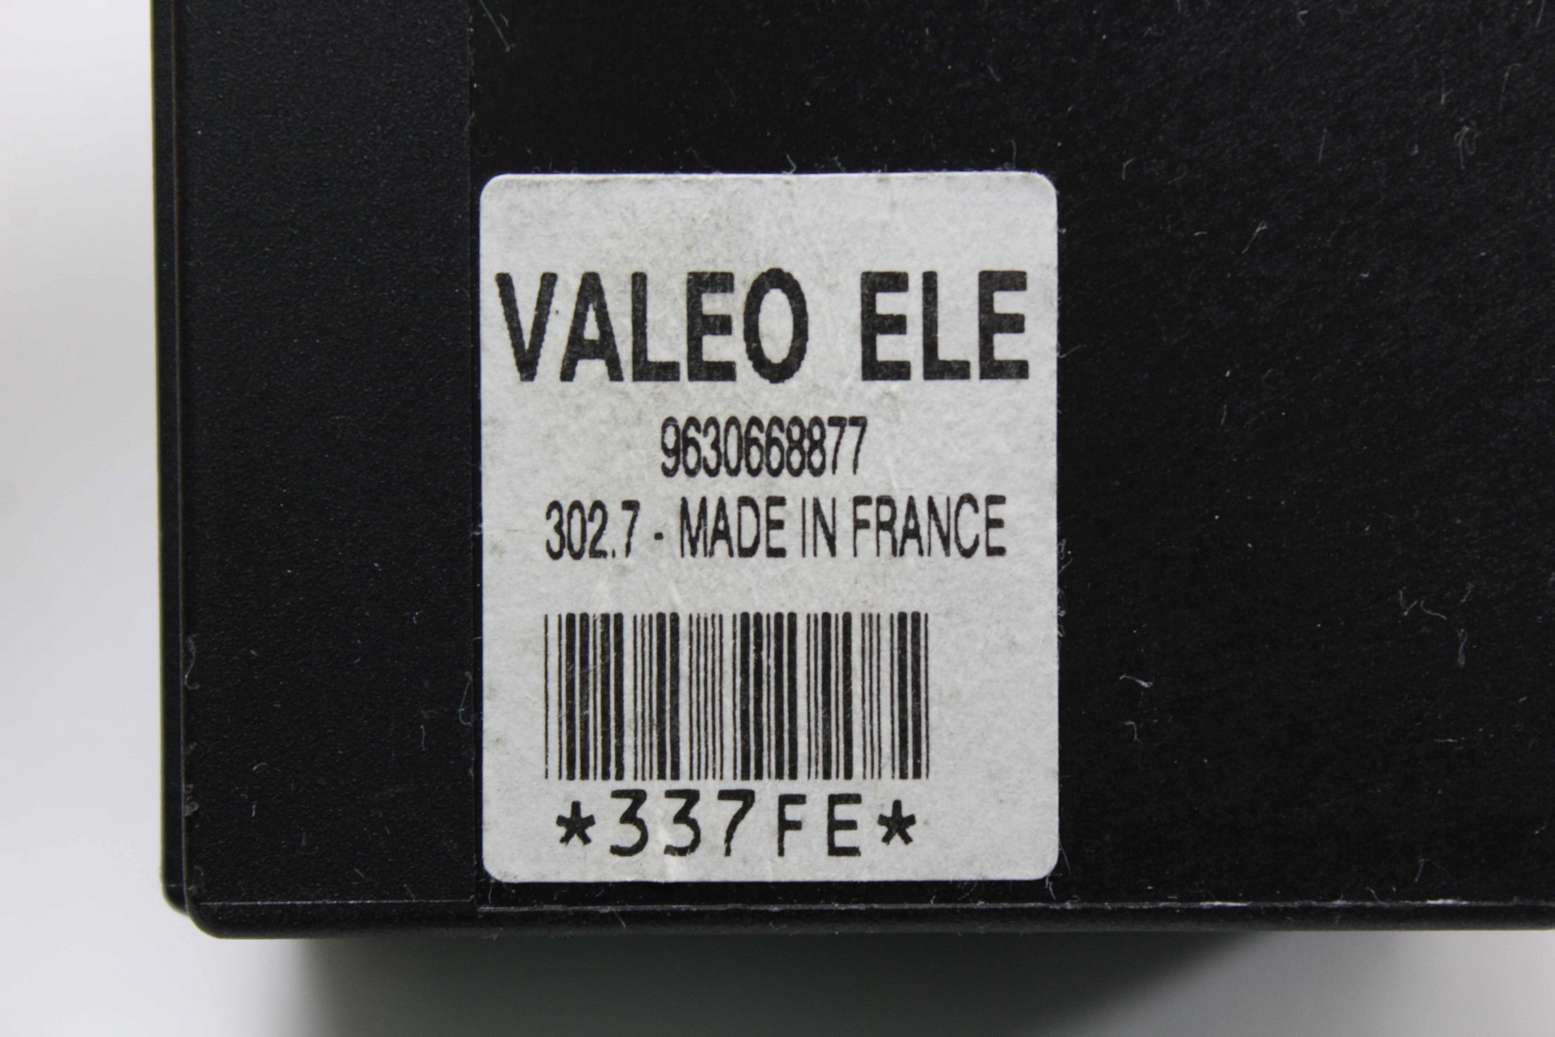 VALEO ELE
9630668877
302.7 - MADE IN FRANCE
*337FE*